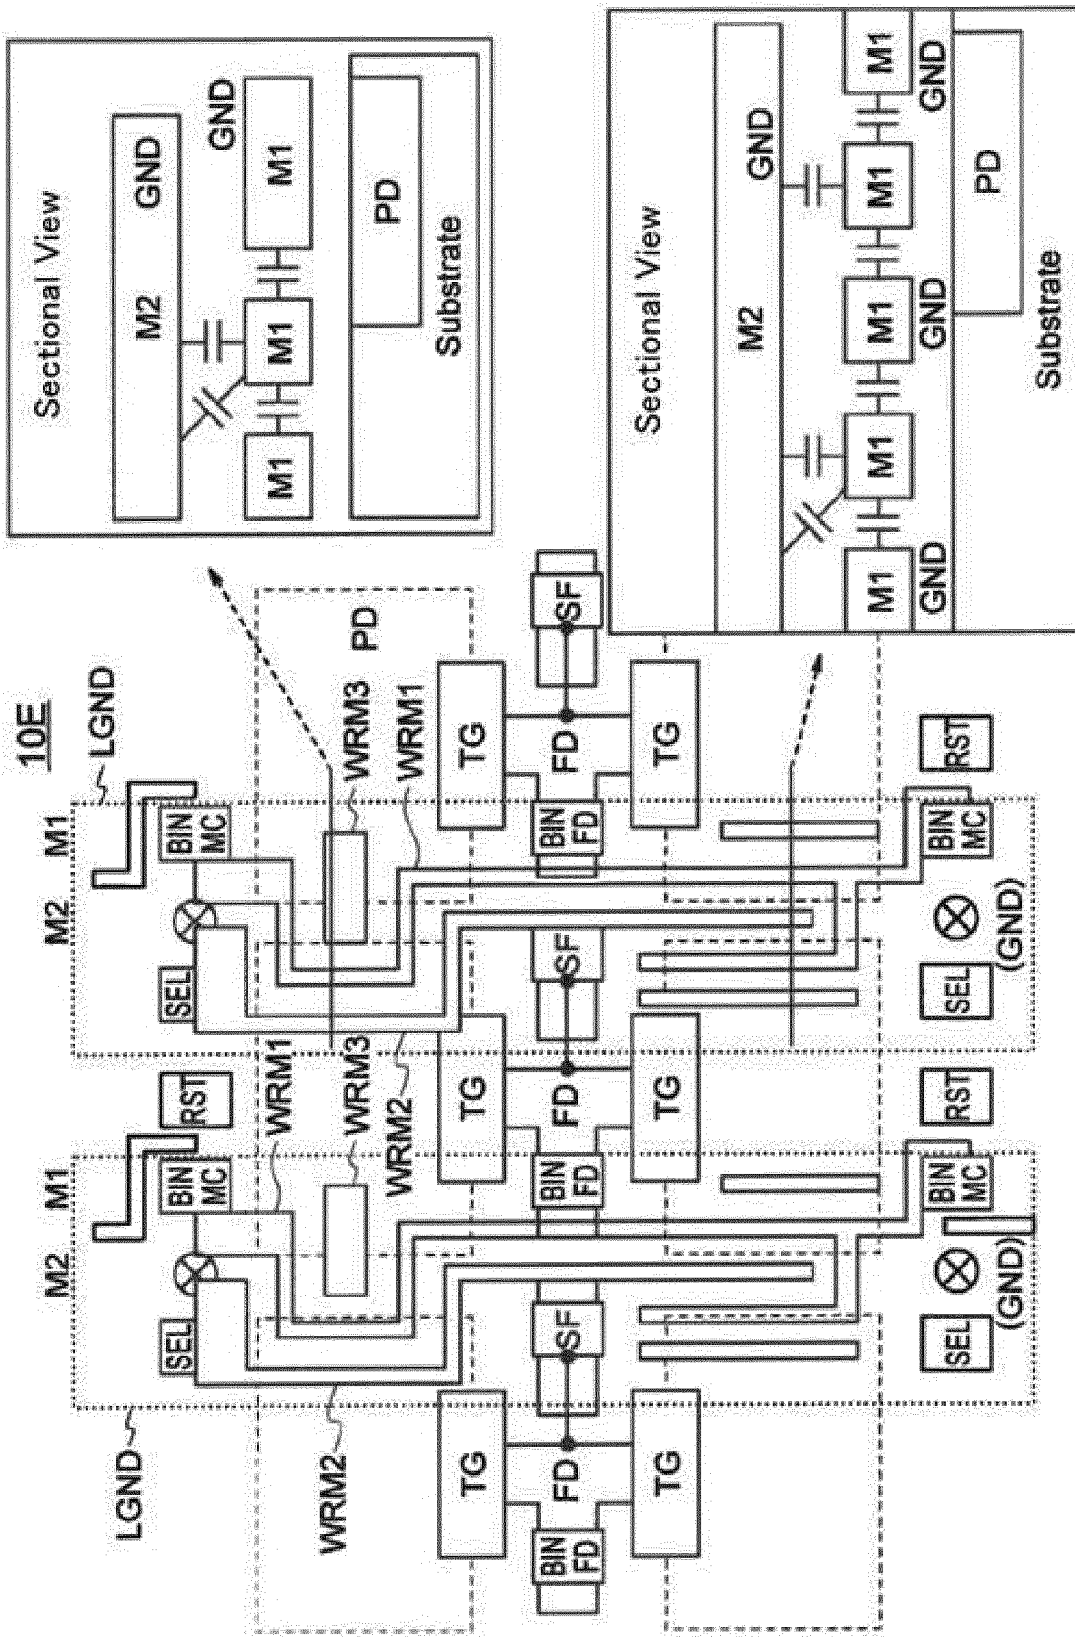 10E
M2
M1
M2
M1
LGND
LGND
SEL
BIN
MC
RST
SEL
BIN
MC
WRM1
WRM3
WRM2
WRM2
WRM3
WRM1
PD
TG
TG
TG
BIN
FD
FD
SF
BIN
FD
FD
SF
BIN
FD
FD
SF
TG
TG
TG
SEL
BIN
MC
RST
SEL
BIN
MC
RST
(GND)
(GND)
Sectional View
M2
GND
GND
M1
M1
M1
PD
Substrate
Sectional View
M2
GND
M1
M1
M1
M1
M1
GND
GND
GND
PD
Substrate